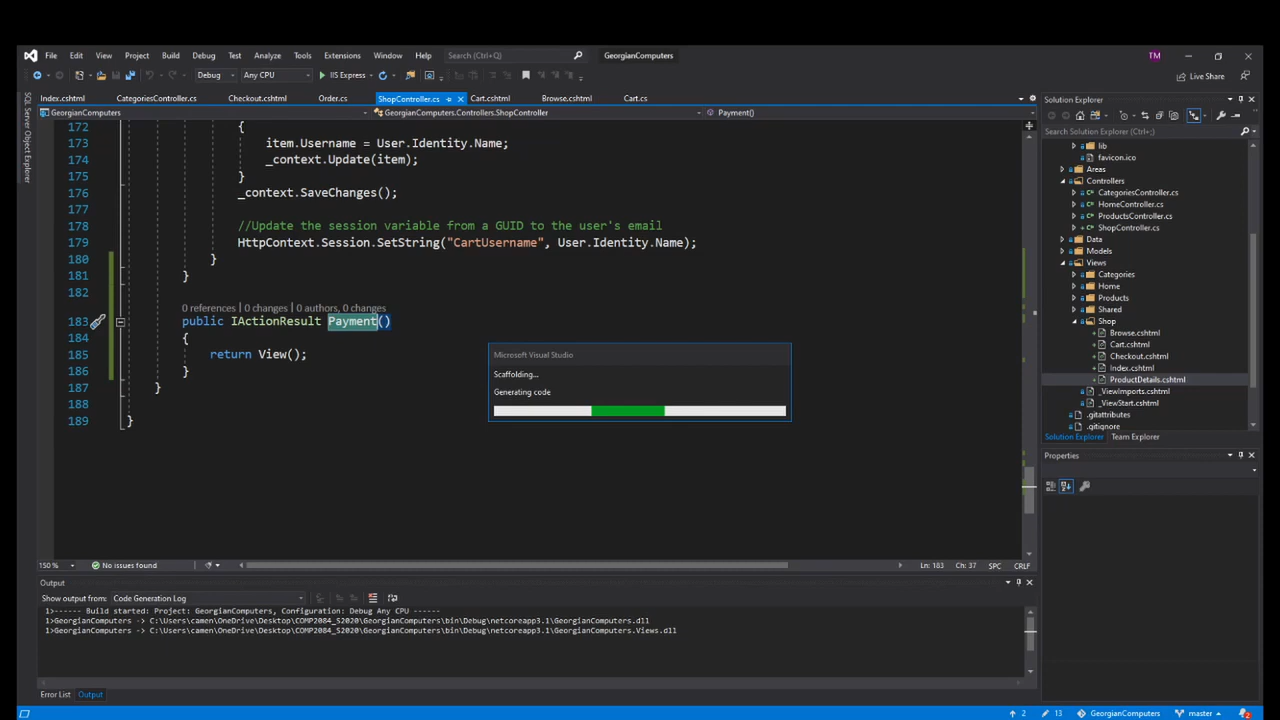 File Edit View Project Build Debug Test Analyze Tools Extensions Window Help Search (Ctrl+Q) GeorgianComputers TM
Debug Any CPU IIS Express Live Share
Index.cshtml CategoriesController.cs Checkout.cshtml Order.cs ShopController.cs Cart.cshtml Browse.cshtml Cart.cs
GeorgianComputers GeorgianComputers.Controllers.ShopController Payment()
SQL Server Object Explorer
172 {
173 item.Username = User.Identity.Name;
174 _context.Update(item);
175 }
176 _context.SaveChanges();
177
178 //Update the session variable from a GUID to the user's email
179 HttpContext.Session.SetString("CartUsername", User.Identity.Name);
180 }
181 }
182
0 references | 0 changes | 0 authors, 0 changes
183 public IActionResult Payment()
184 {
185 return View();
186 }
187 }
188
189 }
Microsoft Visual Studio
Scaffolding...
Generating code
150 % No issues found Ln: 183 Ch: 37 SPC CRLF
Output
Show output from: Code Generation Log
1>------ Build started: Project: GeorgianComputers, Configuration: Debug Any CPU ------
1>GeorgianComputers -> C:\Users\camen\OneDrive\Desktop\COMP2084_S2020\GeorgianComputers\bin\Debug\netcoreapp3.1\GeorgianComputers.dll
1>GeorgianComputers -> C:\Users\camen\OneDrive\Desktop\COMP2084_S2020\GeorgianComputers\bin\Debug\netcoreapp3.1\GeorgianComputers.Views.dll
Error List Output
Solution Explorer
Search Solution Explorer (Ctrl+;)
lib
favicon.ico
Areas
Controllers
CategoriesController.cs
HomeController.cs
ProductsController.cs
ShopController.cs
Data
Models
Views
Categories
Home
Products
Shared
Shop
Browse.cshtml
Cart.cshtml
Checkout.cshtml
Index.cshtml
ProductDetails.cshtml
_ViewImports.cshtml
_ViewStart.cshtml
.gitattributes
.gitignore
Solution Explorer Team Explorer
Properties
2 13 GeorgianComputers master 2